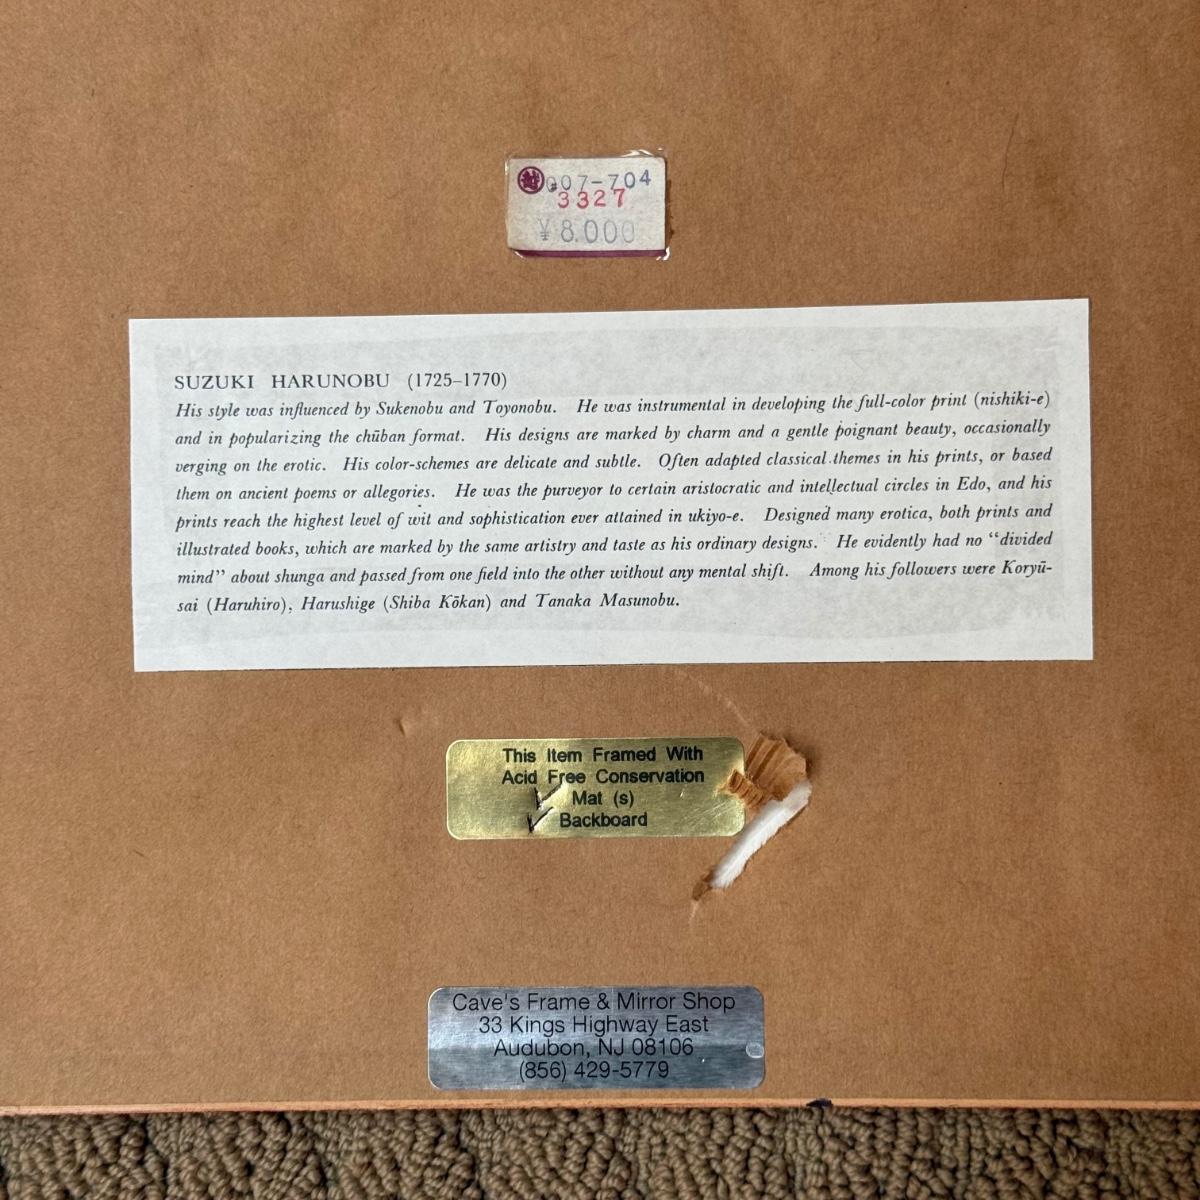 007-704
3327
¥8,000
SUZUKI HARUNOBU (1725–1770)
His style was influenced by Sukenobu and Toyonobu. He was instrumental in developing the full-color print (nishiki-e)
and in popularizing the chūban format. His designs are marked by charm and a gentle poignant beauty, occasionally
verging on the erotic. His color-schemes are delicate and subtle. Often adapted classical themes in his prints, or based
them on ancient poems or allegories. He was the purveyor to certain aristocratic and intellectual circles in Edo, and his
prints reach the highest level of wit and sophistication ever attained in ukiyo-e. Designed many erotica, both prints and
illustrated books, which are marked by the same artistry and taste as his ordinary designs. He evidently had no “divided
mind” about shunga and passed from one field into the other without any mental shift. Among his followers were Koryū-
sai (Haruhiro), Harushige (Shiba Kōkan) and Tanaka Masunobu.
This Item Framed With
Acid Free Conservation
✓ Mat (s)
✓ Backboard
Cave's Frame & Mirror Shop
33 Kings Highway East
Audubon, NJ 08106
(856) 429-5779